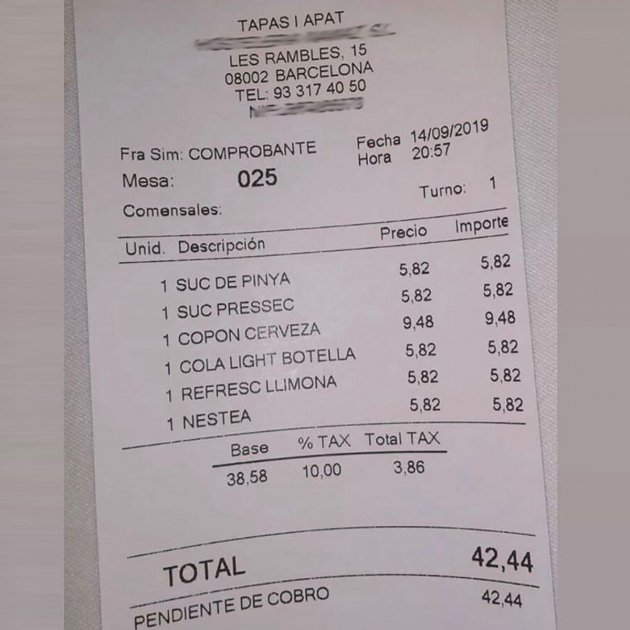 TAPAS I APAT
LES RAMBLES, 15
08002 BARCELONA
TEL: 93 317 40 50
Fra Sim: COMPROBANTE Fecha 14/09/2019
Hora 20:57
Mesa: 025
Comensales: Turno: 1
Unid. Descripción Precio Importe
1 SUC DE PINYA 5,82 5,82
1 SUC PRESSEC 5,82 5,82
1 COPON CERVEZA 9,48 9,48
1 COLA LIGHT BOTELLA 5,82 5,82
1 REFRESC LLIMONA 5,82 5,82
1 NESTEA 5,82 5,82
Base % TAX Total TAX
38,58 10,00 3,86
TOTAL 42,44
PENDIENTE DE COBRO 42,44